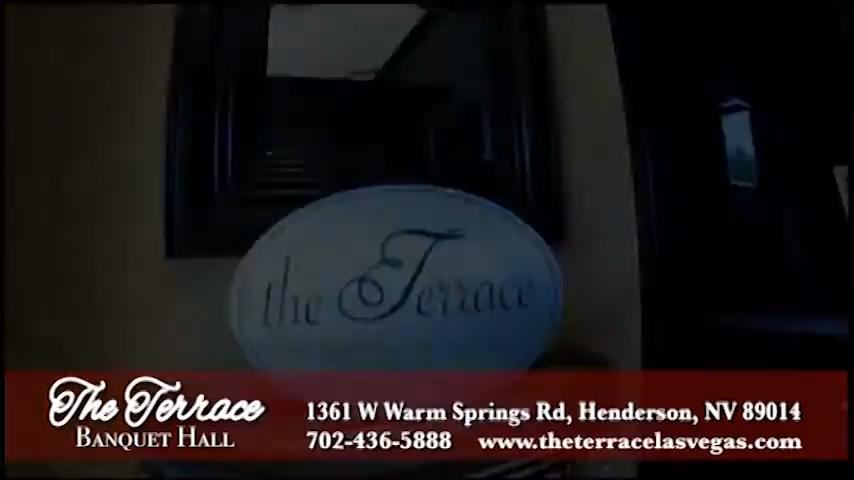 the Terrace
The Terrace
BANQUET HALL
1361 W Warm Springs Rd, Henderson, NV 89014
702-436-5888 www.theterracelasvegas.com